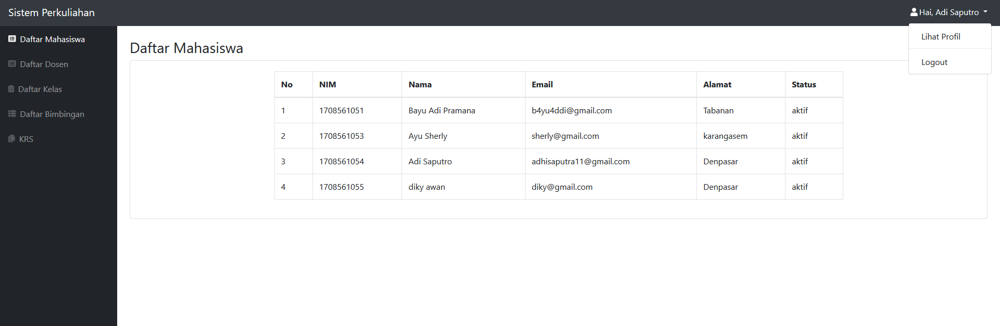 Sistem Perkuliahan
Hai, Adi Saputro
Lihat Profil
Logout
Daftar Mahasiswa
Daftar Dosen
Daftar Kelas
Daftar Bimbingan
KRS
Daftar Mahasiswa
No NIM Nama Email Alamat Status
1 1708561051 Bayu Adi Pramana b4yu4ddi@gmail.com Tabanan aktif
2 1708561053 Ayu Sherly sherly@gmail.com karangasem aktif
3 1708561054 Adi Saputro adhisaputra11@gmail.com Denpasar aktif
4 1708561055 diky awan diky@gmail.com Denpasar aktif